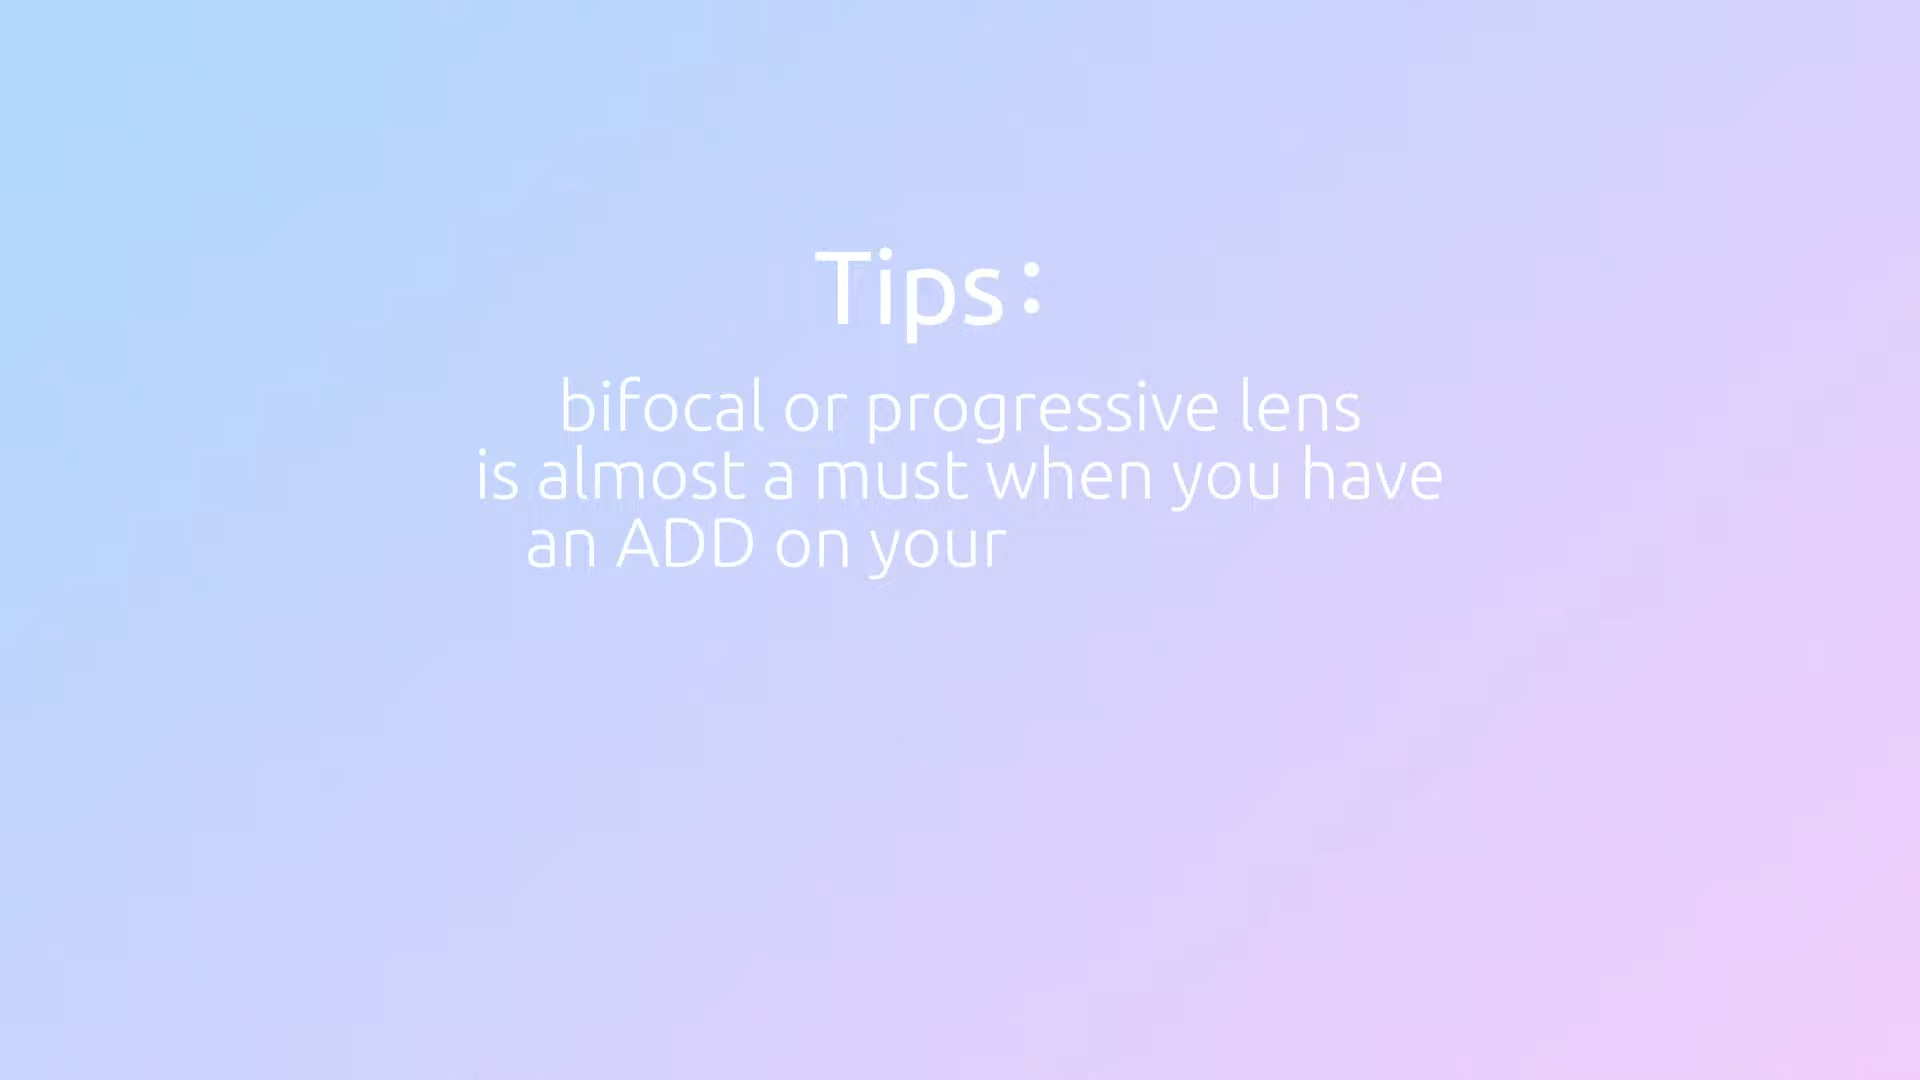 Tips:
bifocal or progressive lens
is almost a must when you have
an ADD on your